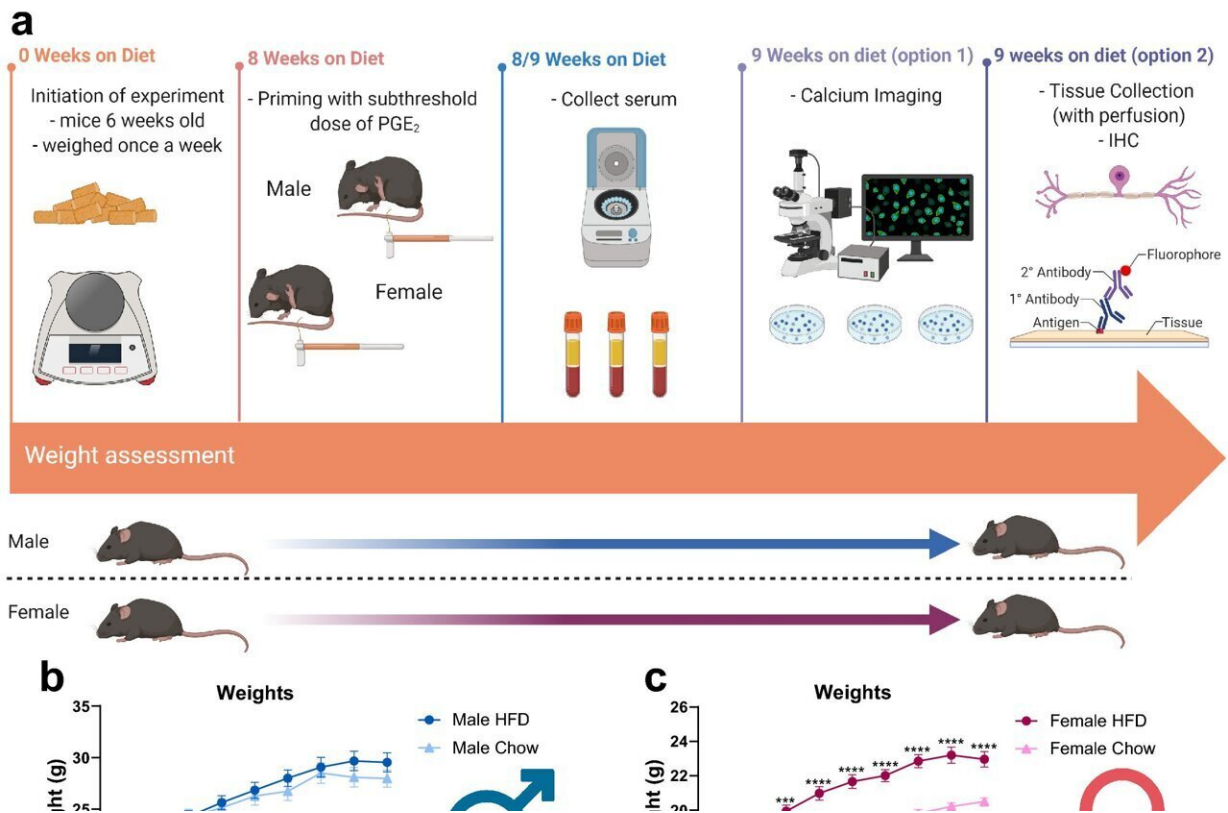 a
0 Weeks on Diet
Initiation of experiment
- mice 6 weeks old
- weighed once a week
8 Weeks on Diet
- Priming with subthreshold
dose of PGE₂
Male
Female
8/9 Weeks on Diet
- Collect serum
9 Weeks on diet (option 1)
- Calcium Imaging
9 weeks on diet (option 2)
- Tissue Collection
(with perfusion)
- IHC
Fluorophore
2° Antibody
1° Antibody
Antigen
Tissue
Weight assessment
Male
Female
b
Weights
35
30
Male HFD
Male Chow
c
Weights
26
24
22
*** **** **** **** **** **** ****
Female HFD
Female Chow